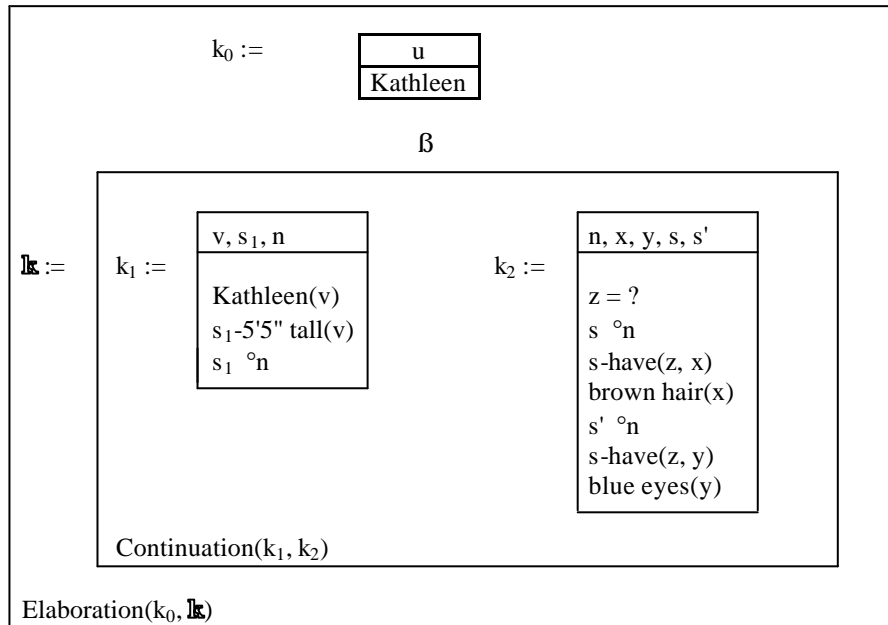 k₀ :=
u
Kathleen
ß
𝕜 :=
k₁ :=
v, s₁, n
Kathleen(v)
s₁-5'5" tall(v)
s₁ °n
k₂ :=
n, x, y, s, s'
z = ?
s °n
s-have(z, x)
brown hair(x)
s' °n
s-have(z, y)
blue eyes(y)
Continuation(k₁, k₂)
Elaboration(k₀, 𝕜)